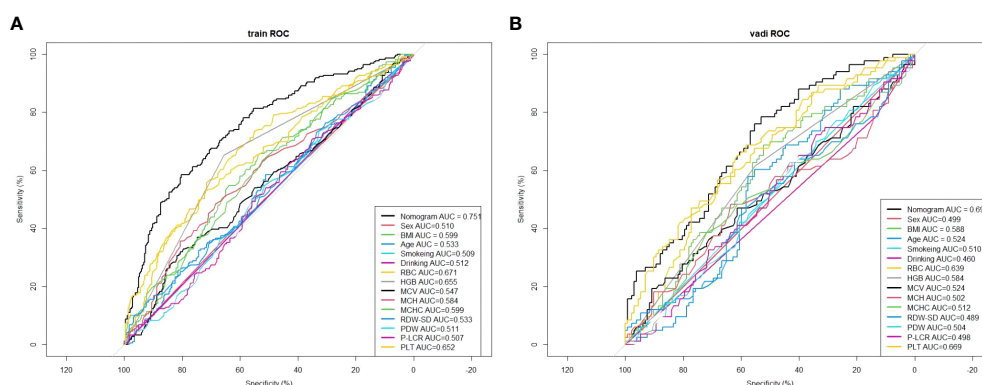 A
train ROC
100
80
60
40
20
0
Sensitivity (%)
120
100
80
60
40
20
0
-20
Specificity (%)
Nomogram AUC = 0.751
Sex AUC=0.510
BMI AUC = 0.599
Age AUC = 0.533
Smokeing AUC=0.509
Drinking AUC=0.512
RBC AUC=0.671
HGB AUC=0.655
MCV AUC=0.547
MCH AUC=0.584
MCHC AUC=0.599
RDW-SD AUC=0.533
PDW AUC=0.511
P-LCR AUC=0.507
PLT AUC=0.652
B
vadi ROC
100
80
60
40
20
0
Sensitivity (%)
120
100
80
60
40
20
0
-20
Specificity (%)
Nomogram AUC = 0.69
Sex AUC=0.499
BMI AUC = 0.588
Age AUC = 0.524
Smokeing AUC=0.510
Drinking AUC=0.460
RBC AUC=0.639
HGB AUC=0.584
MCV AUC=0.524
MCH AUC=0.502
MCHC AUC=0.512
RDW-SD AUC=0.489
PDW AUC=0.504
P-LCR AUC=0.498
PLT AUC=0.669